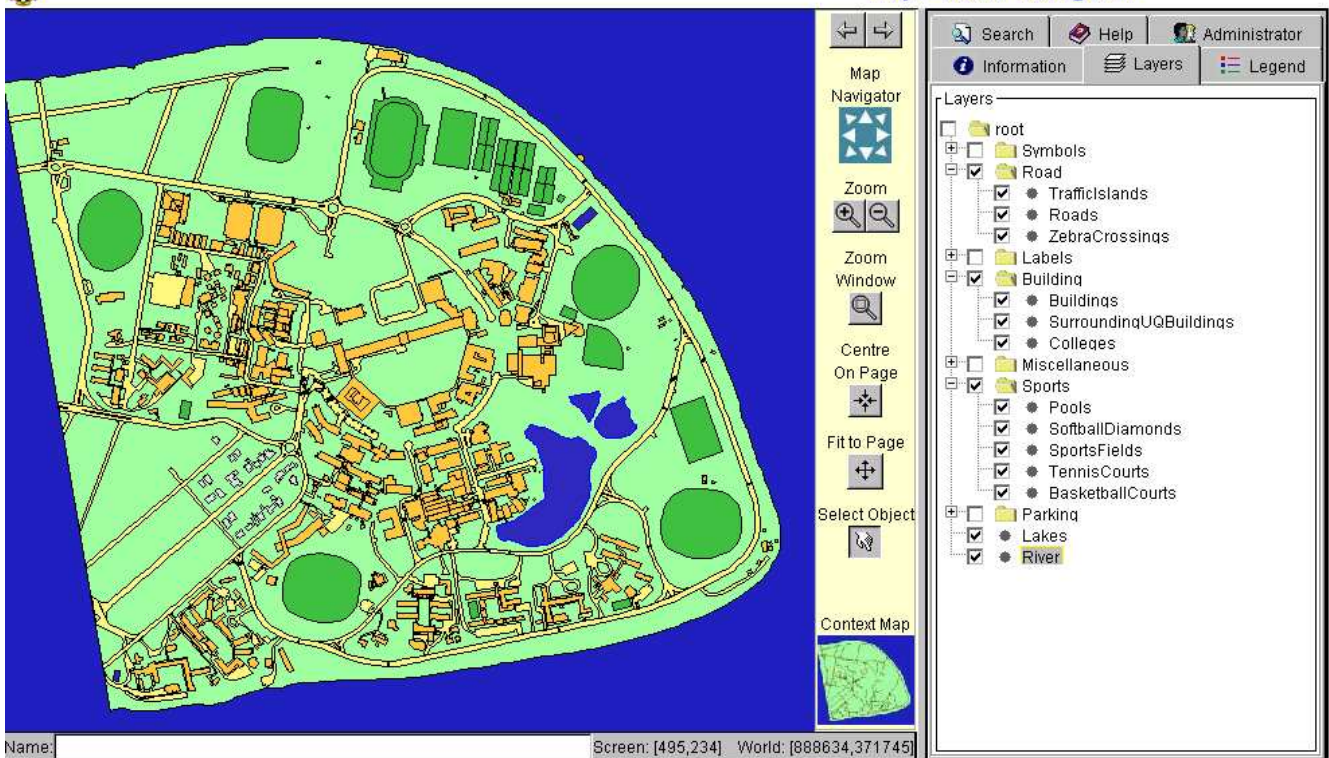 Map
Navigator
Zoom
Zoom
Window
Centre
On Page
Fit to Page
Select Object
Context Map
Name:
Screen: [495,234] World: [888634,371745]
Search
Help
Administrator
Information
Layers
Legend
Layers
root
Symbols
Road
TrafficIslands
Roads
ZebraCrossings
Labels
Building
Buildings
SurroundingUQBuildings
Colleges
Miscellaneous
Sports
Pools
SoftballDiamonds
SportsFields
TennisCourts
BasketballCourts
Parking
Lakes
River